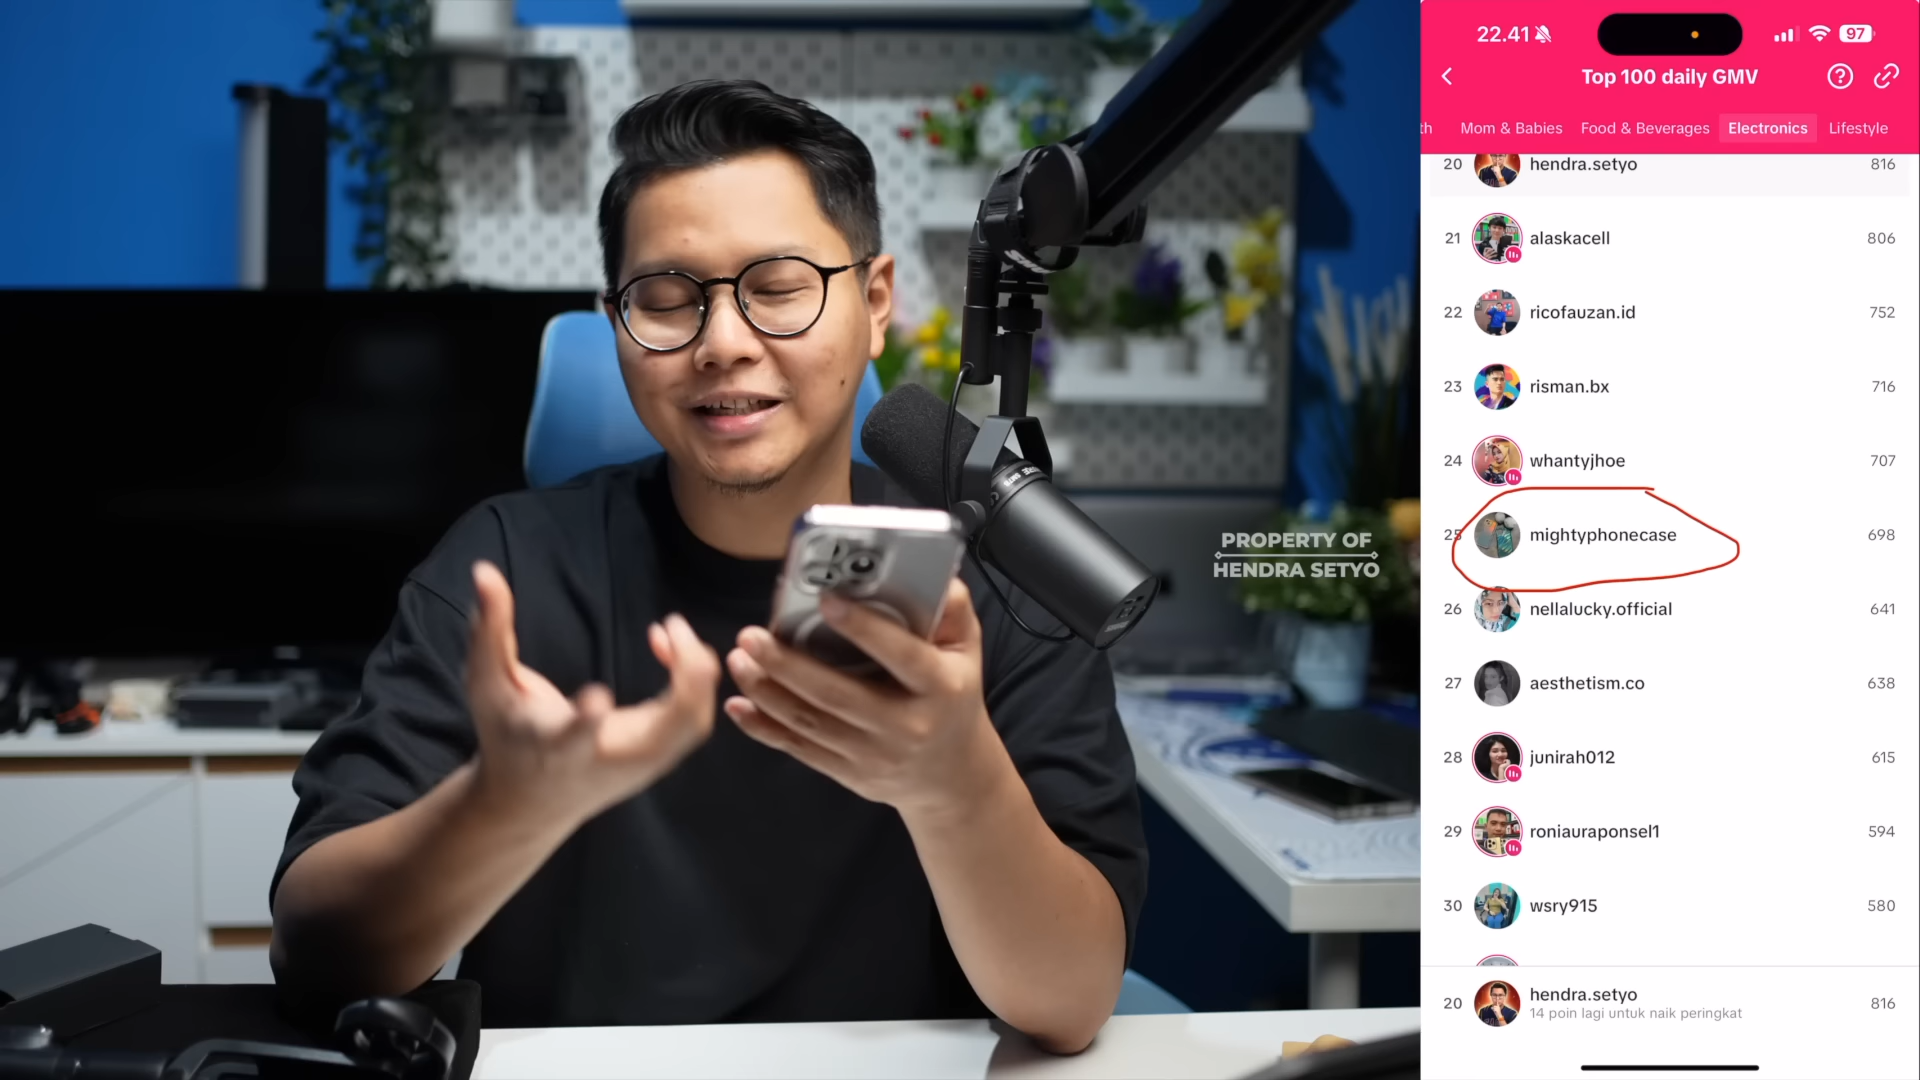 PROPERTY OF
HENDRA SETYO
22.41
97
Top 100 daily GMV
th Mom & Babies Food & Beverages Electronics Lifestyle
20 hendra.setyo 816
21 alaskacell 806
22 ricofauzan.id 752
23 risman.bx 716
24 whantyjhoe 707
25 mightyphonecase 698
26 nellalucky.official 641
27 aesthetism.co 638
28 junirah012 615
29 roniauraponsel1 594
30 wsry915 580
20 hendra.setyo 816
14 poin lagi untuk naik peringkat